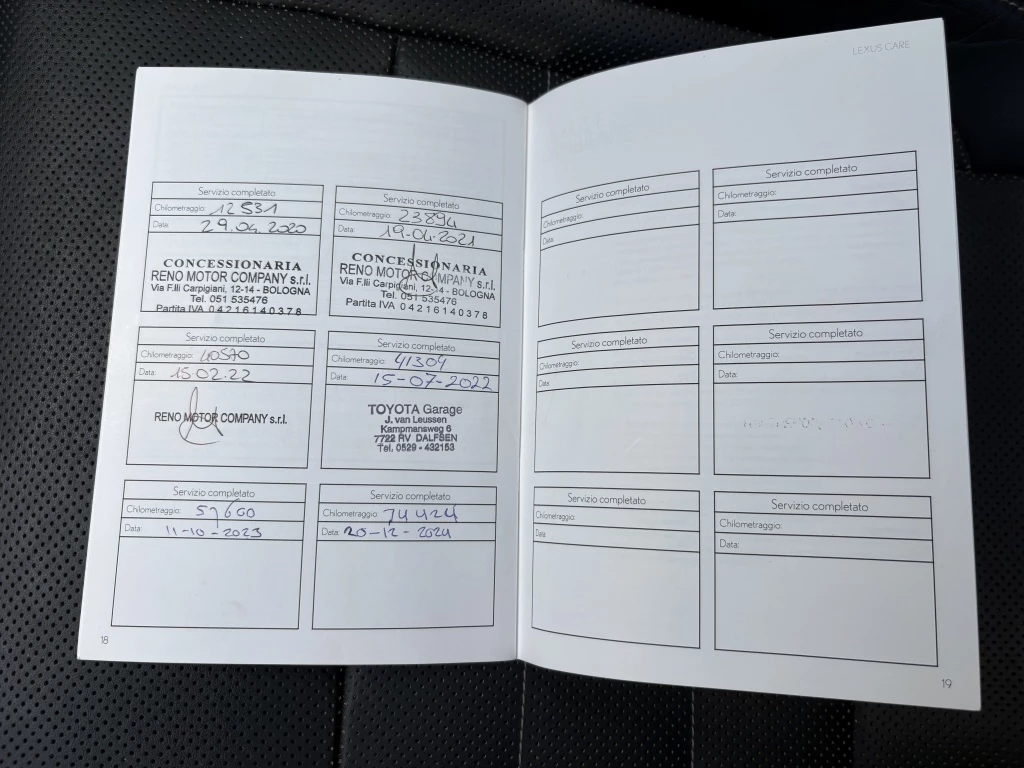 Servizio completato
Chilometraggio: 12531
Data: 29.04.2020
CONCESSIONARIA
RENO MOTOR COMPANY s.r.l.
Via F.lli Carpigiani, 12-14 - BOLOGNA
Tel. 051 535476
Partita IVA 04216140378
Servizio completato
Chilometraggio: 23894
Data: 19-04-2021
CONCESSIONARIA
RENO MOTOR COMPANY s.r.l.
Via F.lli Carpigiani, 12-14 - BOLOGNA
Tel. 051 535476
Partita IVA 04216140378
Servizio completato
Chilometraggio: 40570
Data: 15.02.22
RENO MOTOR COMPANY s.r.l.
Servizio completato
Chilometraggio: 41304
Data: 15-07-2022
TOYOTA Garage
J. van Leussen
Kampmansweg 6
7722 RV DALFSEN
Tel. 0529 - 432153
Servizio completato
Chilometraggio: 57600
Data: 11-10-2023
Servizio completato
Chilometraggio: 74424
Data: 20-12-2024
18
LEXUS CARE
Servizio completato
Chilometraggio:
Data:
Servizio completato
Chilometraggio:
Data:
Servizio completato
Chilometraggio:
Data:
Servizio completato
Chilometraggio:
Data:
Servizio completato
Chilometraggio:
Data:
Servizio completato
Chilometraggio:
Data:
19